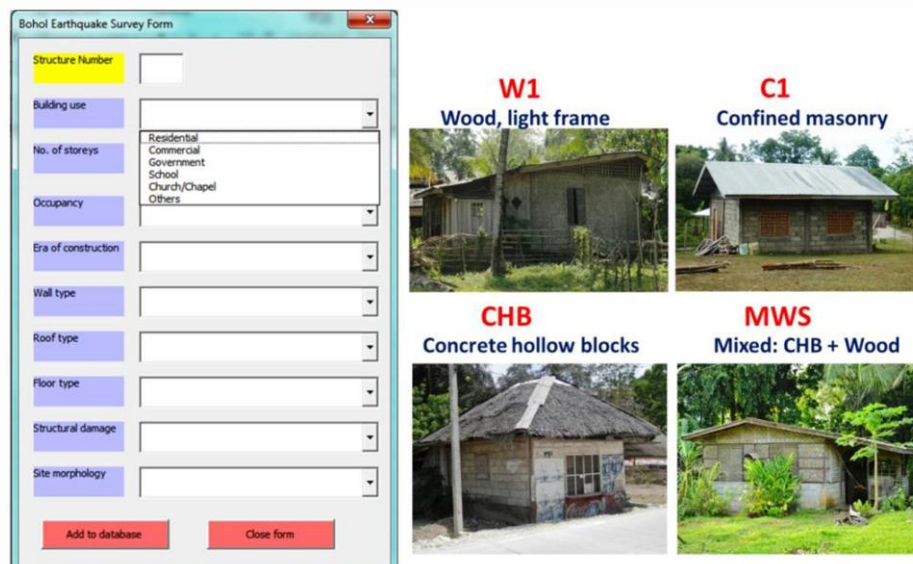 Bohol Earthquake Survey Form
Structure Number
Building use
Residential
Commercial
Government
School
Church/Chapel
Others
No. of storeys
Occupancy
Era of construction
Wall type
Roof type
Floor type
Structural damage
Site morphology
Add to database
Close form
W1
Wood, light frame
C1
Confined masonry
CHB
Concrete hollow blocks
MWS
Mixed: CHB + Wood